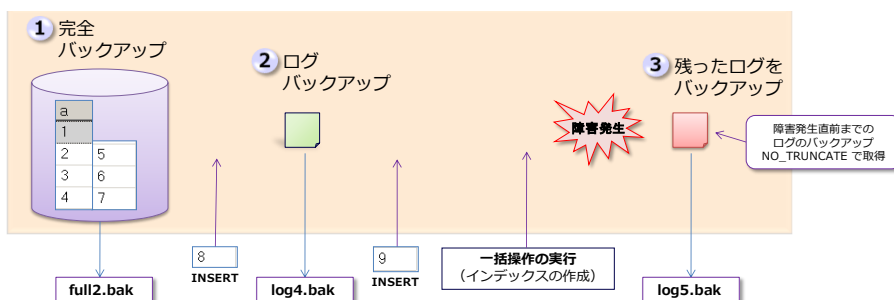 1 完全
バックアップ
2 ログ
バックアップ
3 残ったログを
バックアップ
a
1
2 5
3 6
4 7
障害発生
障害発生直前までの
ログのバックアップ
NO_TRUNCATE で取得
8
INSERT
9
INSERT
一括操作の実行
(インデックスの作成)
full2.bak
log4.bak
log5.bak